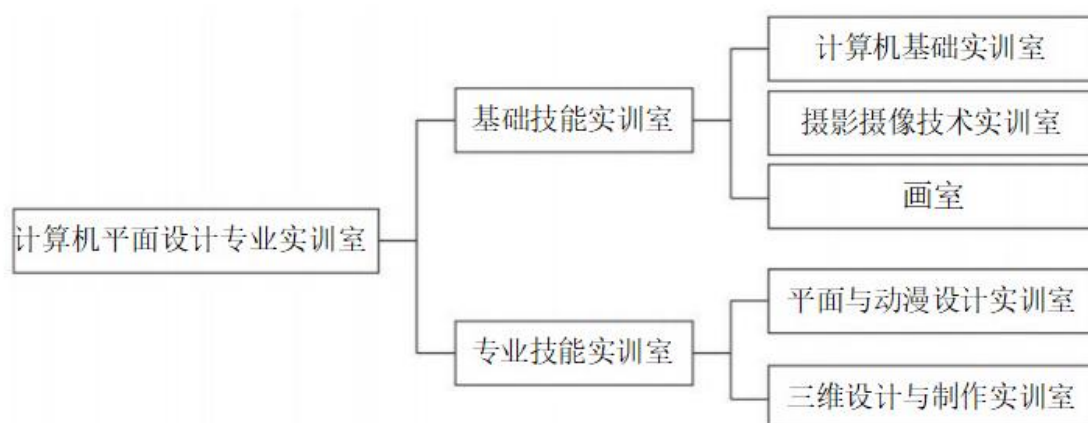 计算机平面设计专业实训室
基础技能实训室
计算机基础实训室
摄影摄像技术实训室
画室
专业技能实训室
平面与动漫设计实训室
三维设计与制作实训室